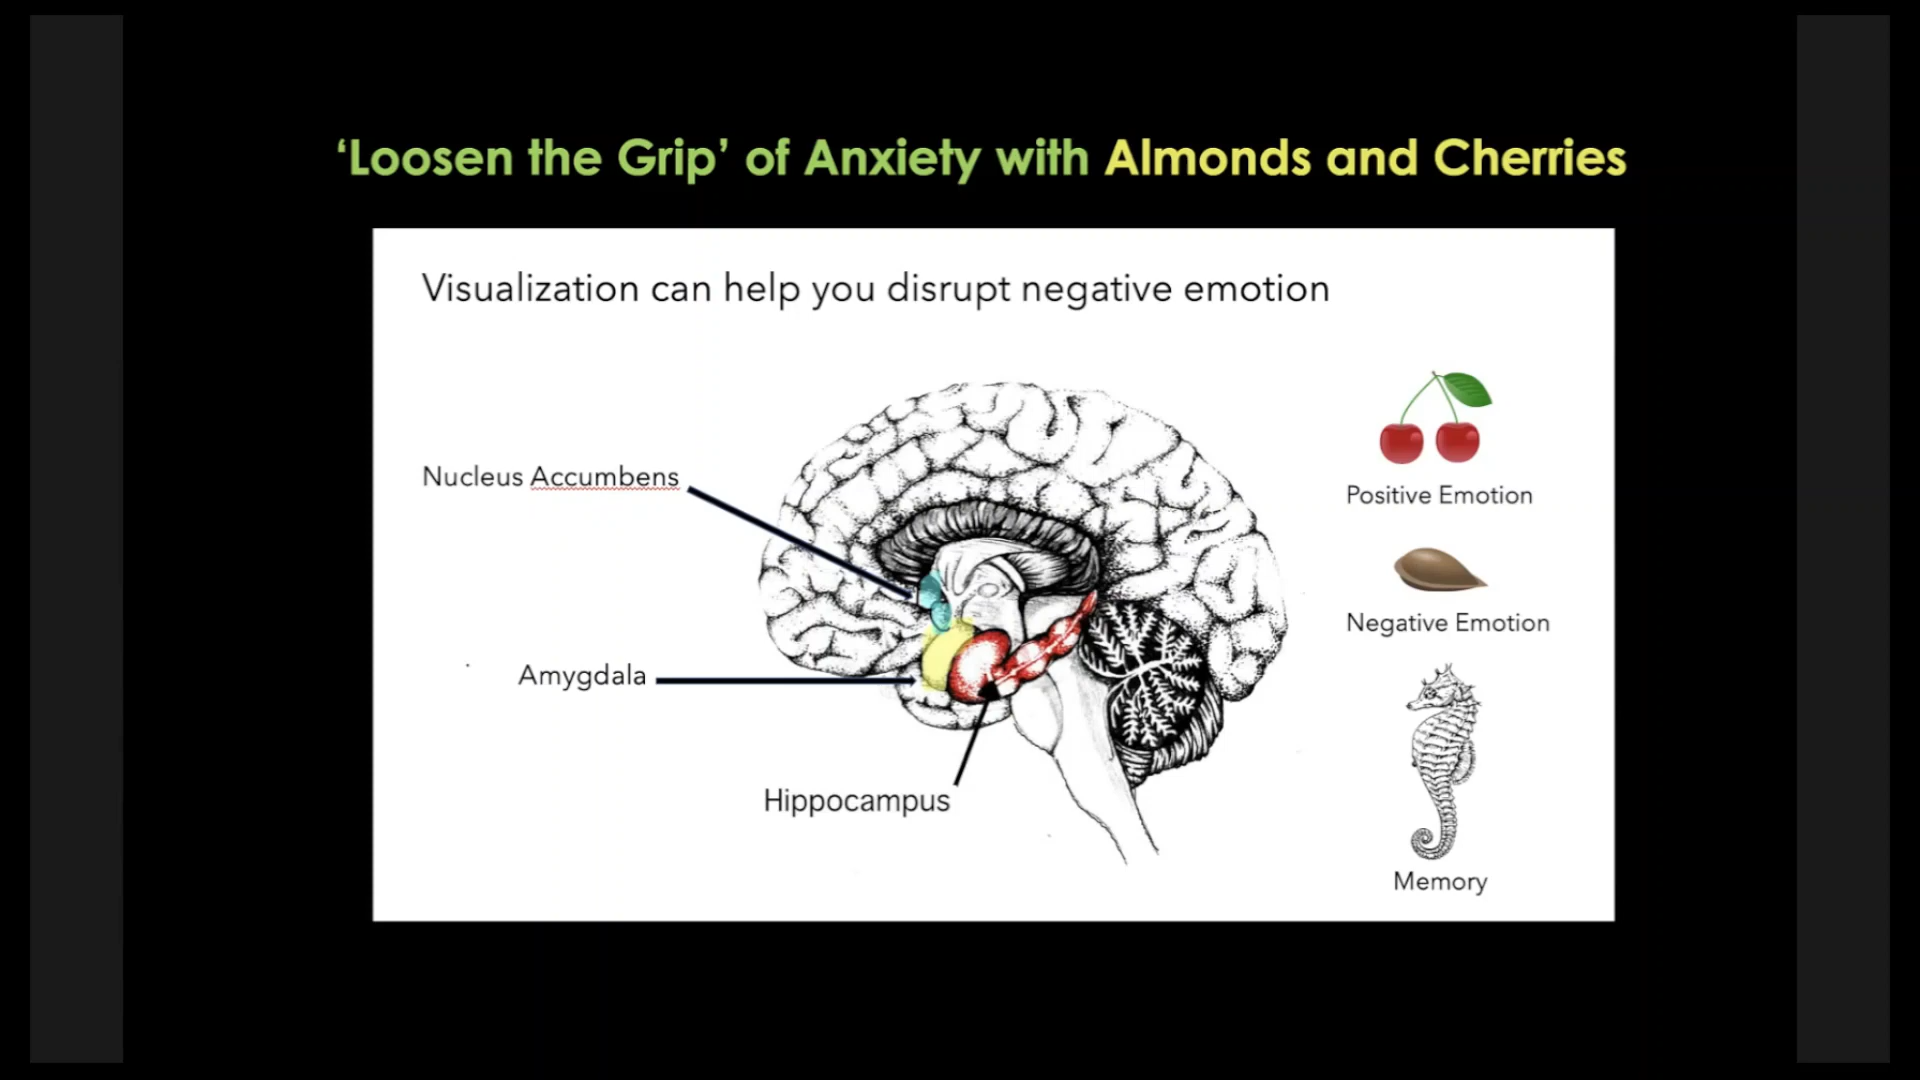 ‘Loosen the Grip’ of Anxiety with Almonds and Cherries
Visualization can help you disrupt negative emotion
Nucleus Accumbens
Positive Emotion
Negative Emotion
Amygdala
Hippocampus
Memory